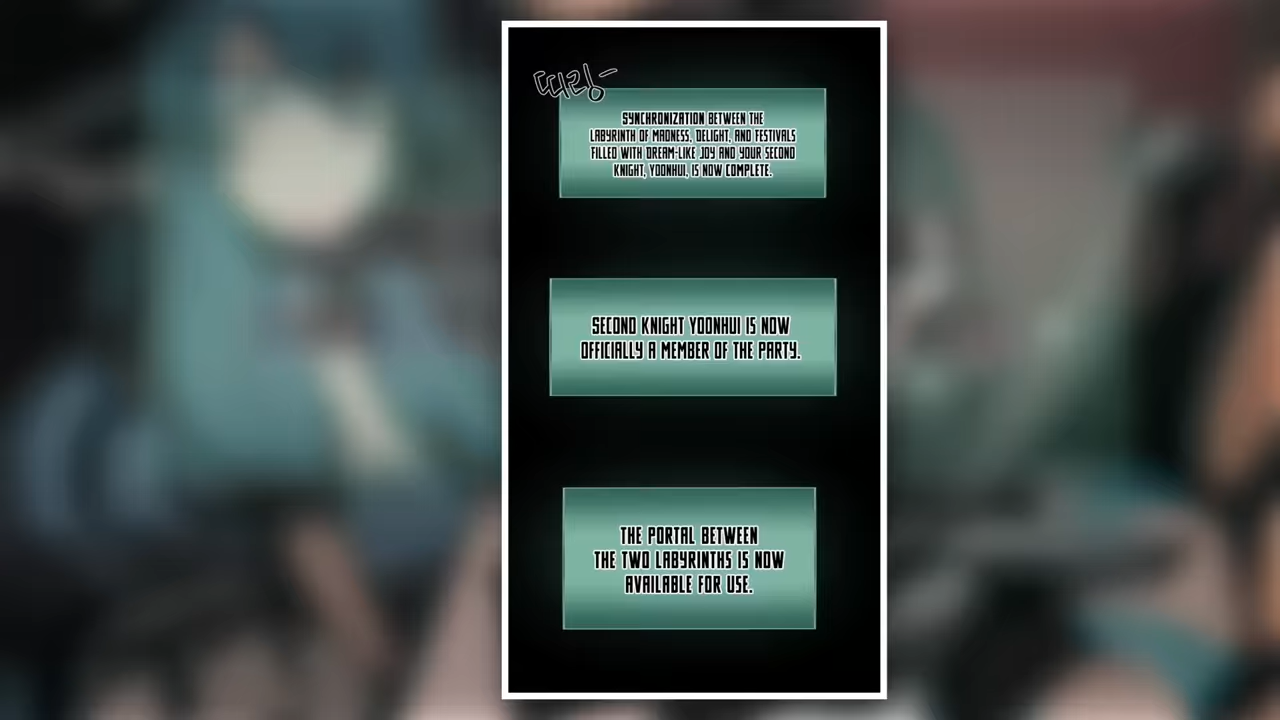 띠링-
SYNCHRONIZATION BETWEEN THE
LABYRINTH OF MADNESS, DELIGHT, AND FESTIVALS
FILLED WITH DREAM-LIKE JOY AND YOUR SECOND
KNIGHT, YOONHUI, IS NOW COMPLETE.
SECOND KNIGHT YOONHUI IS NOW
OFFICIALLY A MEMBER OF THE PARTY.
THE PORTAL BETWEEN
THE TWO LABYRINTHS IS NOW
AVAILABLE FOR USE.